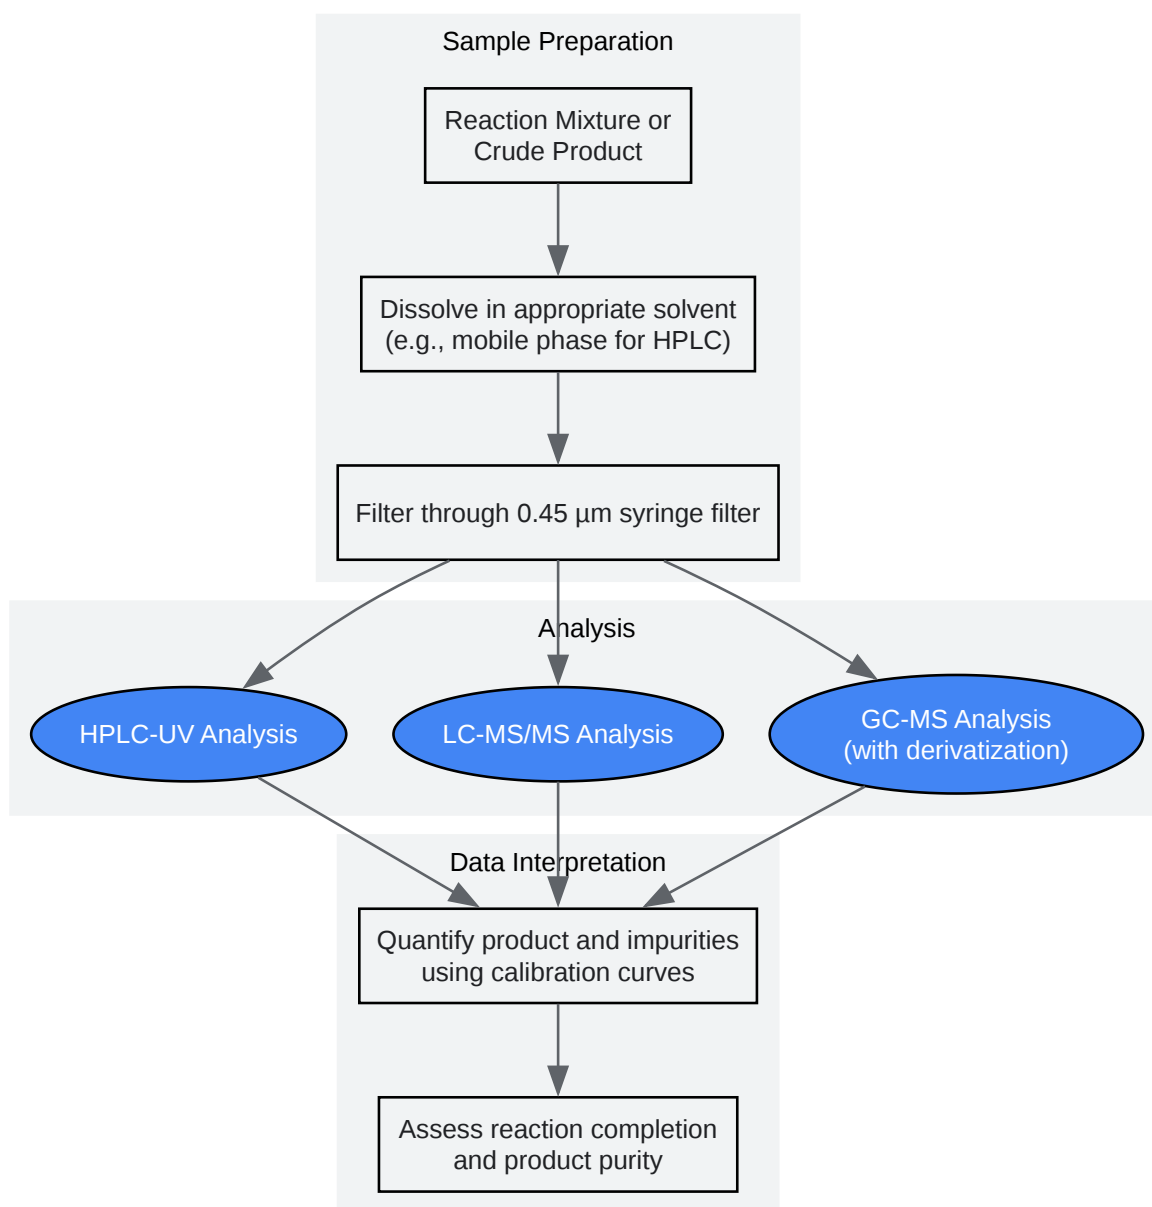 Sample Preparation
Reaction Mixture or
Crude Product
Dissolve in appropriate solvent
(e.g., mobile phase for HPLC)
Filter through 0.45 µm syringe filter
Analysis
HPLC-UV Analysis
LC-MS/MS Analysis
GC-MS Analysis
(with derivatization)
Data Interpretation
Quantify product and impurities
using calibration curves
Assess reaction completion
and product purity